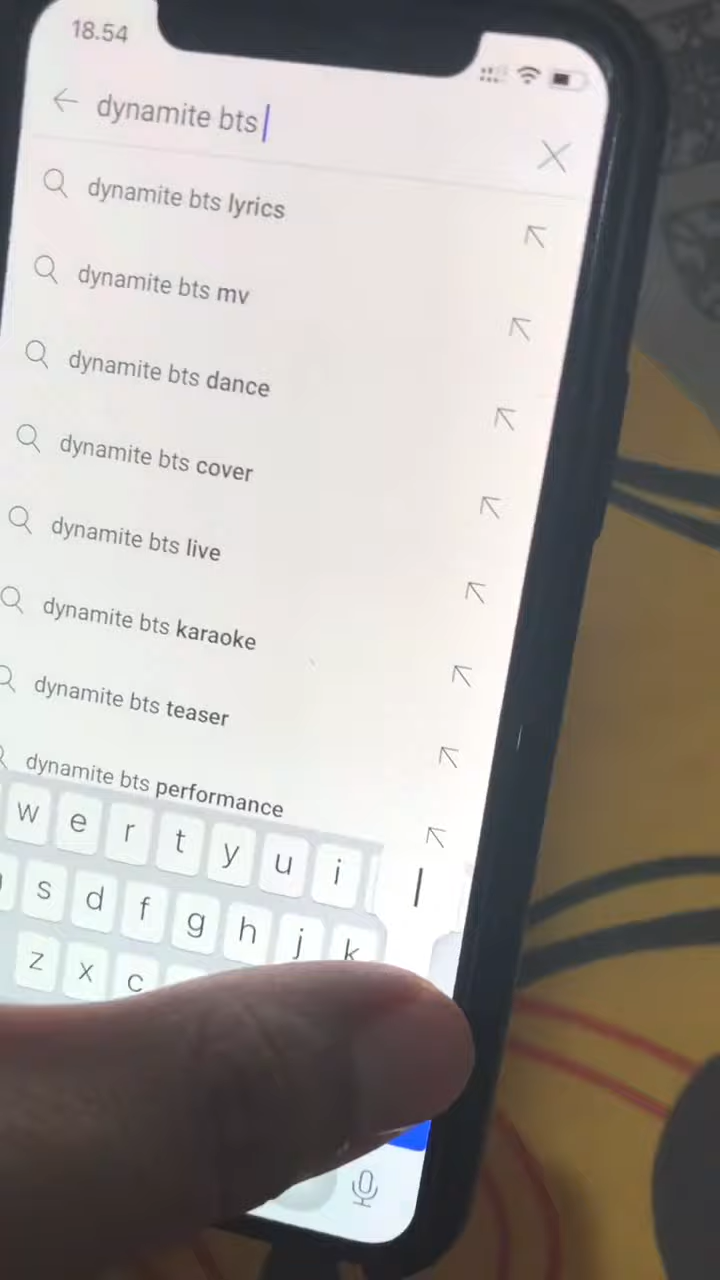 18.54
dynamite bts
dynamite bts lyrics
dynamite bts mv
dynamite bts dance
dynamite bts cover
dynamite bts live
dynamite bts karaoke
dynamite bts teaser
dynamite bts performance
w e r t y u i l
s d f g h j k
z x c